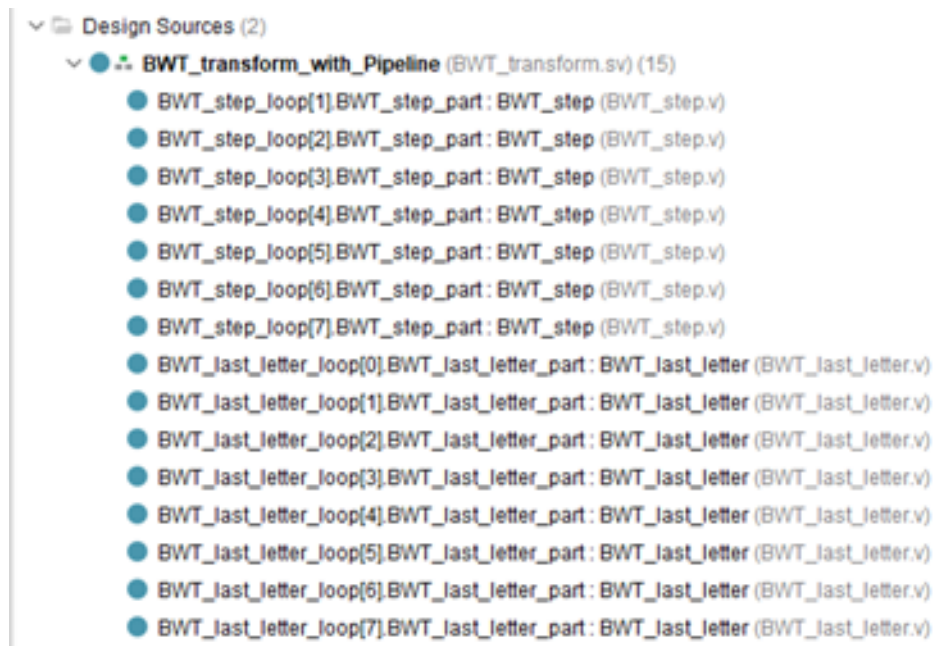 Design Sources (2)
BWT_transform_with_Pipeline (BWT_transform.sv) (15)
BWT_step_loop[1].BWT_step_part : BWT_step (BWT_step.v)
BWT_step_loop[2].BWT_step_part : BWT_step (BWT_step.v)
BWT_step_loop[3].BWT_step_part : BWT_step (BWT_step.v)
BWT_step_loop[4].BWT_step_part : BWT_step (BWT_step.v)
BWT_step_loop[5].BWT_step_part : BWT_step (BWT_step.v)
BWT_step_loop[6].BWT_step_part : BWT_step (BWT_step.v)
BWT_step_loop[7].BWT_step_part : BWT_step (BWT_step.v)
BWT_last_letter_loop[0].BWT_last_letter_part : BWT_last_letter (BWT_last_letter.v)
BWT_last_letter_loop[1].BWT_last_letter_part : BWT_last_letter (BWT_last_letter.v)
BWT_last_letter_loop[2].BWT_last_letter_part : BWT_last_letter (BWT_last_letter.v)
BWT_last_letter_loop[3].BWT_last_letter_part : BWT_last_letter (BWT_last_letter.v)
BWT_last_letter_loop[4].BWT_last_letter_part : BWT_last_letter (BWT_last_letter.v)
BWT_last_letter_loop[5].BWT_last_letter_part : BWT_last_letter (BWT_last_letter.v)
BWT_last_letter_loop[6].BWT_last_letter_part : BWT_last_letter (BWT_last_letter.v)
BWT_last_letter_loop[7].BWT_last_letter_part : BWT_last_letter (BWT_last_letter.v)